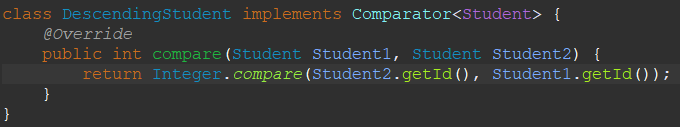 class DescendingStudent implements Comparator<Student> {
    @Override
    public int compare(Student Student1, Student Student2) {
        return Integer.compare(Student2.getId(), Student1.getId());
    }
}